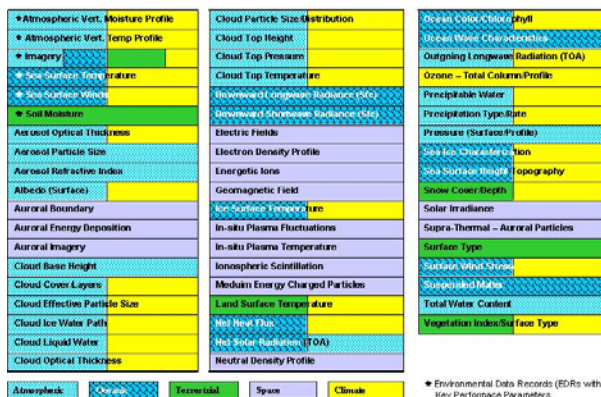 ★Atmospheric Vert. Moisture Profile
★ Atmospheric Vert. Temp Profile
★ Imagery
★ Sea Surface Temperature
★ Sea Surface Winds
★ Soil Moisture
Aerosol Optical Thickness
Aerosol Particle Size
Aerosol Refractive Index
Albedo (Surface)
Auroral Boundary
Auroral Energy Deposition
Auroral Imagery
Cloud Base Height
Cloud Cover/Layers
Cloud Effective Particle Size
Cloud Ice Water Path
Cloud Liquid Water
Cloud Optical Thickness
Cloud Particle Size/Distribution
Cloud Top Height
Cloud Top Pressure
Cloud Top Temperature
Downward Longwave Radiance (Sfc)
Downward Shortwave Radiance (Sfc)
Electric Fields
Electron Density Profile
Energetic Ions
Geomagnetic Field
Ice Surface Temperature
In-situ Plasma Fluctuations
In-situ Plasma Temperature
Ionospheric Scintillation
Meduim Energy Charged Particles
Land Surface Temperature
Net Heat Flux
Net Solar Radiation (TOA)
Neutral Density Profile
Ocean Color/Chlorophyll
Ocean Wave Characteristics
Outgoing Longwave Radiation (TOA)
Ozone – Total Column/Profile
Precipitable Water
Precipitation Type/Rate
Pressure (Surface/Profile)
Sea Ice Characterization
Sea Surface Height/Topography
Snow Cover/Depth
Solar Irradiance
Supra-Thermal – Auroral Particles
Surface Type
Surface Wind Stress
Suspended Matter
Total Water Content
Vegetation Index/Surface Type
Atmospheric
Oceanic
Terrestrial
Space
Climate
★ Environmental Data Records (EDRs with
Key Performance Parameters